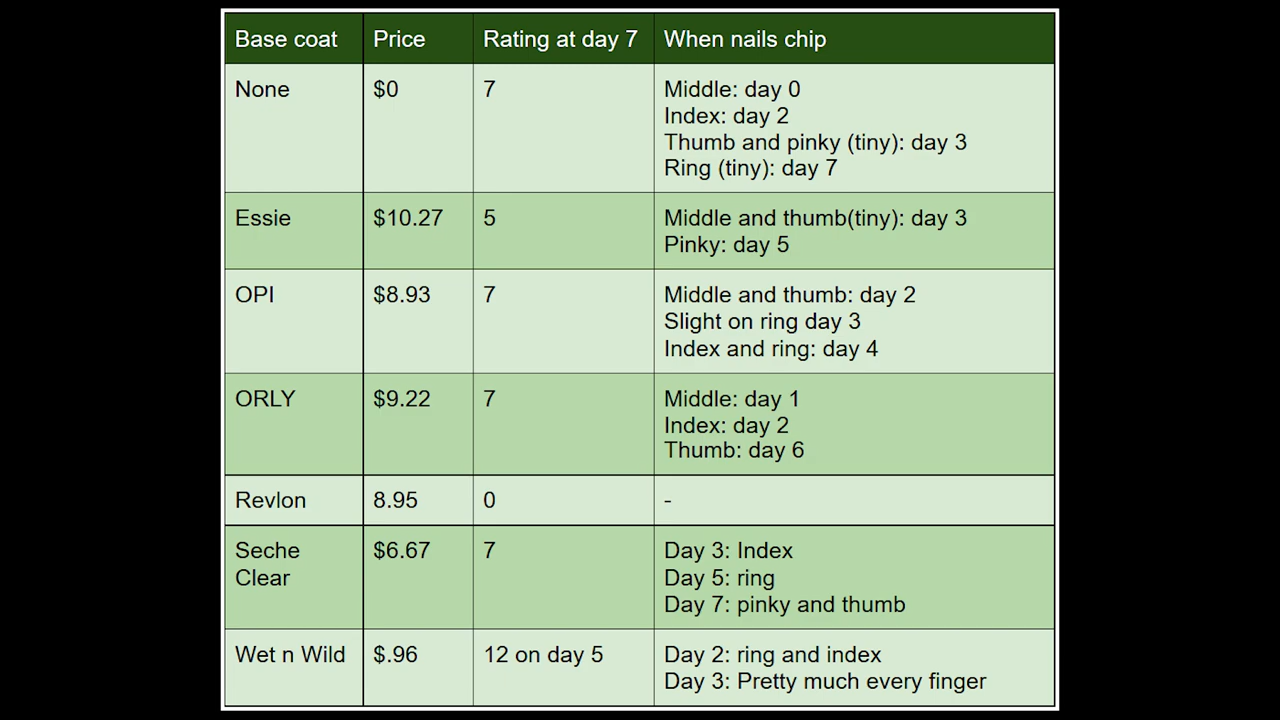 Base coat Price Rating at day 7 When nails chip
None $0 7 Middle: day 0
Index: day 2
Thumb and pinky (tiny): day 3
Ring (tiny): day 7
Essie $10.27 5 Middle and thumb(tiny): day 3
Pinky: day 5
OPI $8.93 7 Middle and thumb: day 2
Slight on ring day 3
Index and ring: day 4
ORLY $9.22 7 Middle: day 1
Index: day 2
Thumb: day 6
Revlon 8.95 0 -
Seche $6.67 7 Day 3: Index
Clear Day 5: ring
Day 7: pinky and thumb
Wet n Wild $.96 12 on day 5 Day 2: ring and index
Day 3: Pretty much every finger